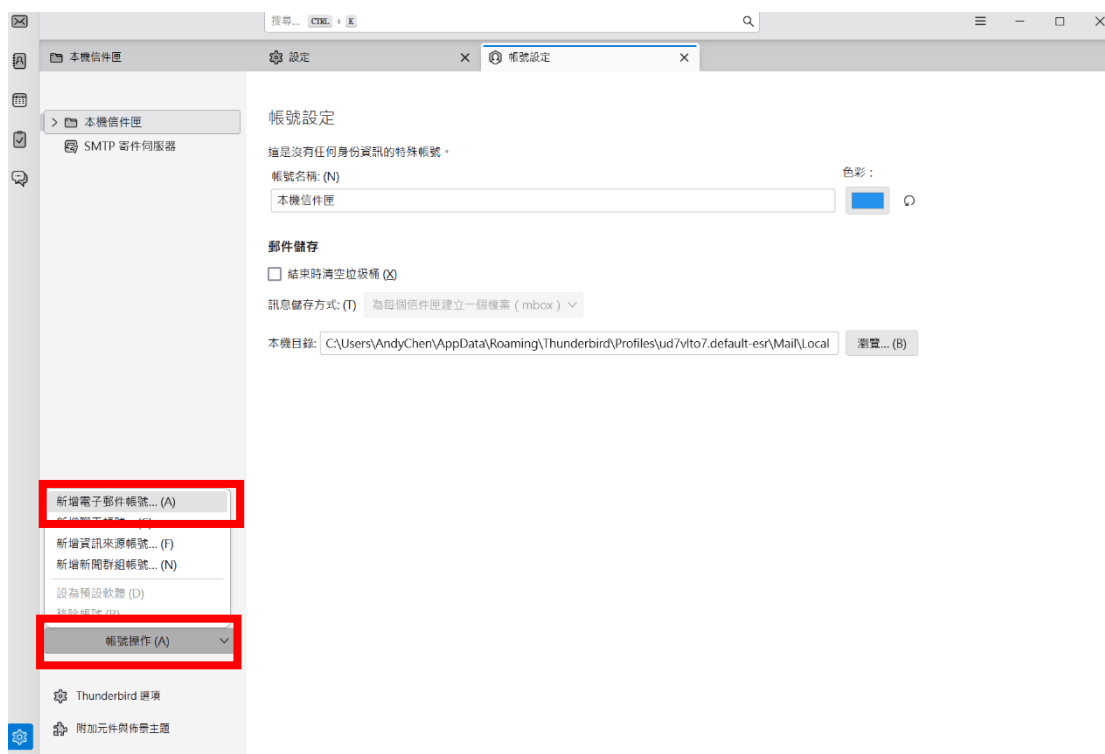 搜尋... CTRL + K
本機信件匣
設定
帳號設定
本機信件匣
SMTP 寄件伺服器
帳號設定
這是沒有任何身份資訊的特殊帳號。
帳號名稱: (N)
色彩：
本機信件匣
郵件儲存
結束時清空垃圾桶 (X)
訊息儲存方式: (T) 為每個信件匣建立一個檔案（mbox）
本機目錄: C:\Users\AndyChen\AppData\Roaming\Thunderbird\Profiles\ud7vlto7.default-esr\Mail\Local 瀏覽... (B)
新增電子郵件帳號... (A)
新增資訊來源帳號... (F)
新增新聞群組帳號... (N)
設為預設軟體 (D)
移除帳號 (R)
帳號操作 (A)
Thunderbird 選項
附加元件與佈景主題